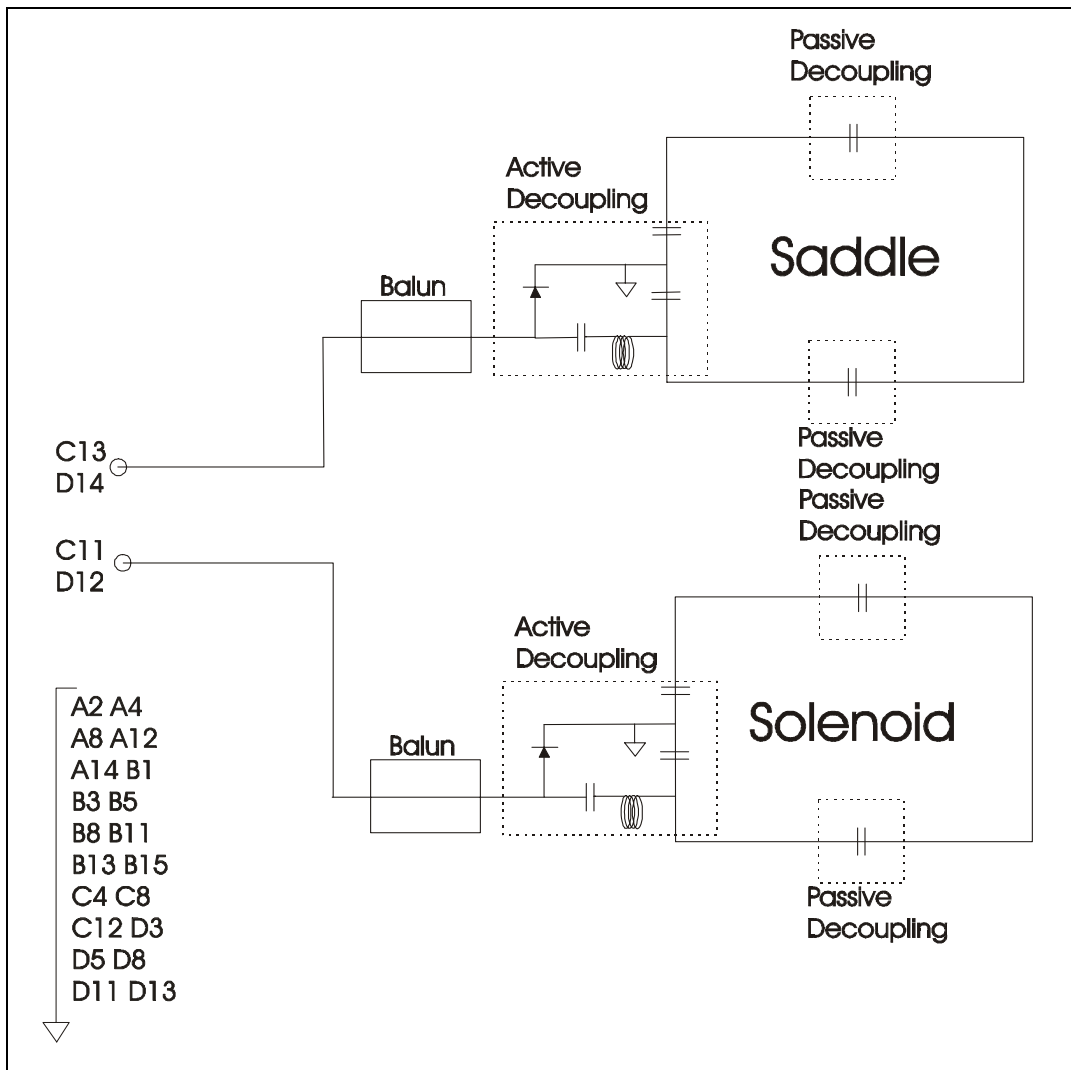 Passive
Decoupling
Active
Decoupling
Saddle
Balun
Passive
Decoupling
C13
D14
Passive
Decoupling
C11
D12
Active
Decoupling
Solenoid
Balun
A2 A4
A8 A12
A14 B1
B3 B5
B8 B11
B13 B15
C4 C8
C12 D3
D5 D8
D11 D13
Passive
Decoupling